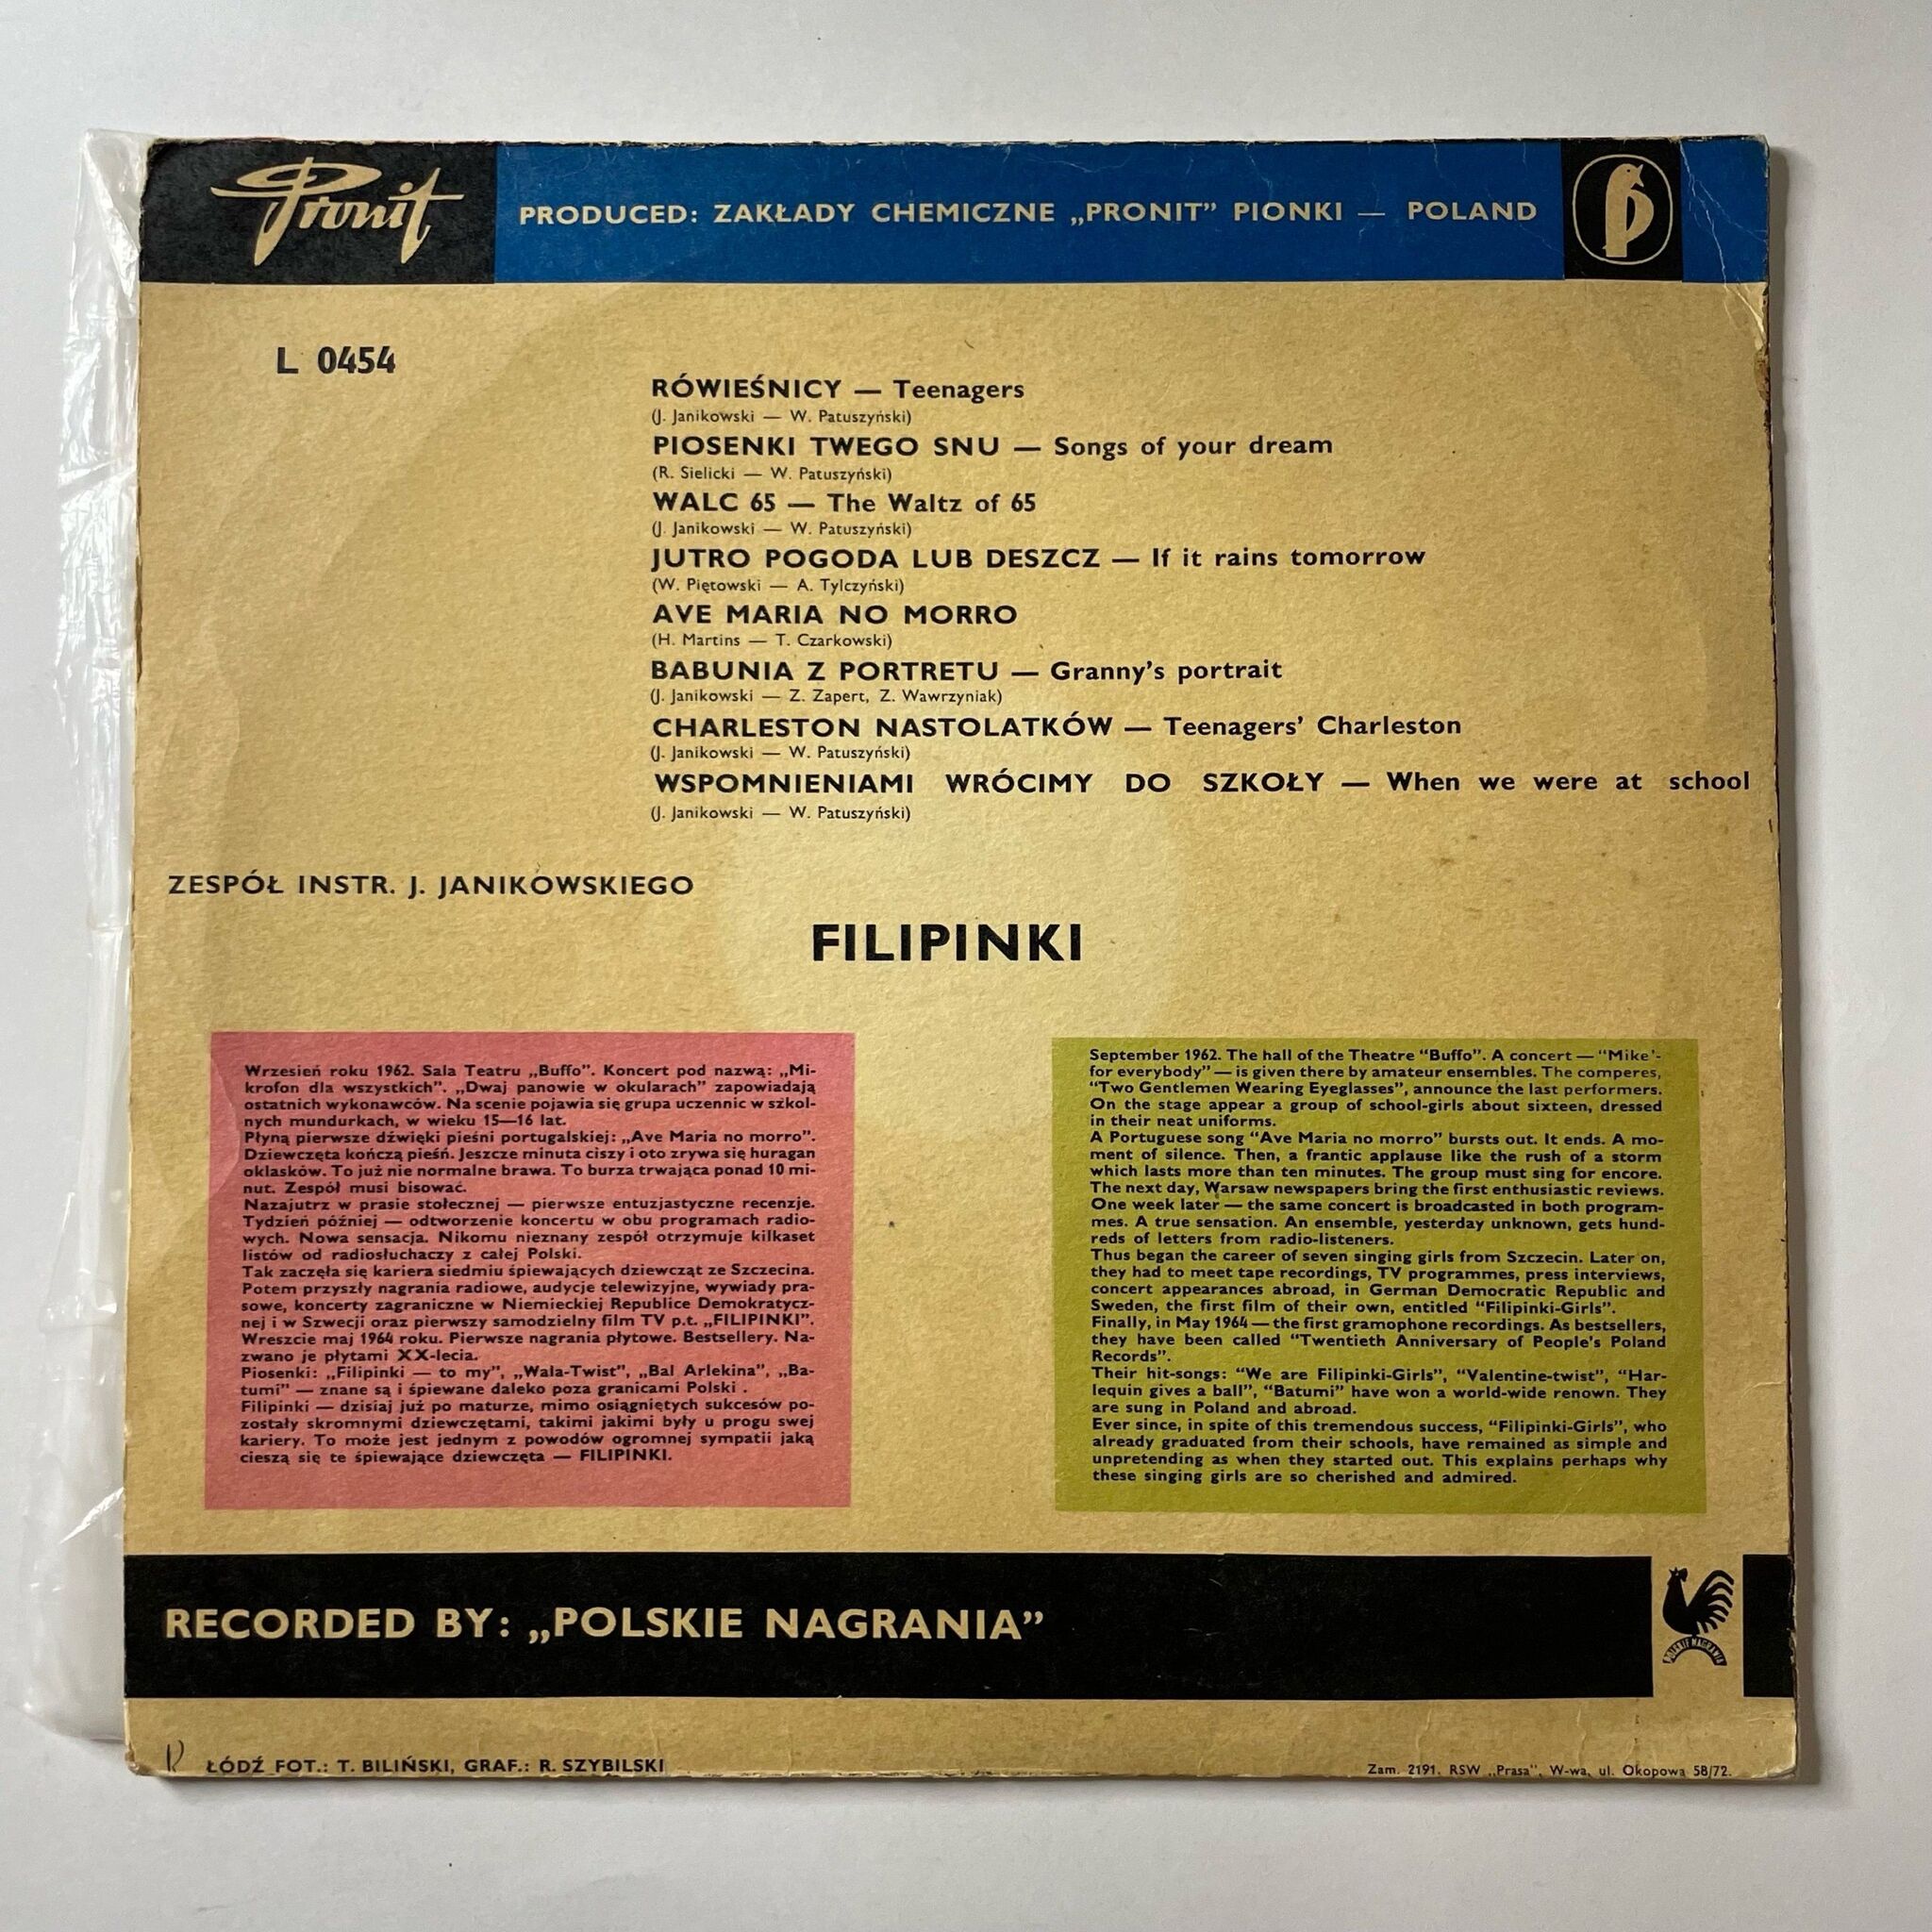 Pronit
PRODUCED: ZAKŁADY CHEMICZNE „PRONIT” PIONKI — POLAND
L 0454
RÓWIEŚNICY — Teenagers
(J. Janikowski — W. Patuszyński)
PIOSENKI TWEGO SNU — Songs of your dream
(R. Sielicki — W. Patuszyński)
WALC 65 — The Waltz of 65
(J. Janikowski — W. Patuszyński)
JUTRO POGODA LUB DESZCZ — If it rains tomorrow
(W. Piętowski — A. Tylczyński)
AVE MARIA NO MORRO
(H. Martins — T. Czarkowski)
BABUNIA Z PORTRETU — Granny's portrait
(J. Janikowski — Z. Zapert, Z. Wawrzyniak)
CHARLESTON NASTOLATKÓW — Teenagers' Charleston
(J. Janikowski — W. Patuszyński)
WSPOMNIENIAMI WRÓCIMY DO SZKOŁY — When we were at school
(J. Janikowski — W. Patuszyński)
ZESPÓŁ INSTR. J. JANIKOWSKIEGO
FILIPINKI
Wrzesień roku 1962. Sala Teatru „Buffo”. Koncert pod nazwą: „Mi-
krofon dla wszystkich”. „Dwaj panowie w okularach” zapowiadają
ostatnich wykonawców. Na scenie pojawia się grupa uczennic w szkol-
nych mundurkach, w wieku 15—16 lat.
Płyną pierwsze dźwięki pieśni portugalskiej: „Ave Maria no morro”.
Dziewczęta kończą pieśń. Jeszcze minuta ciszy i oto zrywa się huragan
oklasków. To już nie normalne brawa. To burza trwająca ponad 10 mi-
nut. Zespół musi bisować.
Nazajutrz w prasie stołecznej — pierwsze entuzjastyczne recenzje.
Tydzień później — odtworzenie koncertu w obu programach radio-
wych. Nowa sensacja. Nikomu nieznany zespół otrzymuje kilkaset
listów od radiosłuchaczy z całej Polski.
Tak zaczęła się kariera siedmiu śpiewających dziewcząt ze Szczecina.
Potem przyszły nagrania radiowe, audycje telewizyjne, wywiady pra-
sowe, koncerty zagraniczne w Niemieckiej Republice Demokratycz-
nej i w Szwecji oraz pierwszy samodzielny film TV p.t. „FILIPINKI”.
Wreszcie maj 1964 roku. Pierwsze nagrania płytowe. Bestsellery. Na-
zwano je płytami XX-lecia.
Piosenki: „Filipinki — to my”, „Wala-Twist”, „Bal Arlekina”, „Ba-
tumi” — znane są i śpiewane daleko poza granicami Polski .
Filipinki — dzisiaj już po maturze, mimo osiągniętych sukcesów po-
zostały skromnymi dziewczętami, takimi jakimi były u progu swej
kariery. To może jest jednym z powodów ogromnej sympatii jaką
cieszą się te śpiewające dziewczęta — FILIPINKI.
September 1962. The hall of the Theatre “Buffo”. A concert — “Mike'-
for everybody” — is given there by amateur ensembles. The comperes,
“Two Gentlemen Wearing Eyeglasses”, announce the last performers.
On the stage appear a group of school-girls about sixteen, dressed
in their neat uniforms.
A Portuguese song “Ave Maria no morro” bursts out. It ends. A mo-
ment of silence. Then, a frantic applause like the rush of a storm
which lasts more than ten minutes. The group must sing for encore.
The next day, Warsaw newspapers bring the first enthusiastic reviews.
One week later — the same concert is broadcasted in both program-
mes. A true sensation. An ensemble, yesterday unknown, gets hund-
reds of letters from radio-listeners.
Thus began the career of seven singing girls from Szczecin. Later on,
they had to meet tape recordings, TV programmes, press interviews,
concert appearances abroad, in German Democratic Republic and
Sweden, the first film of their own, entitled “Filipinki-Girls”.
Finally, in May 1964 — the first gramophone recordings. As bestsellers,
they have been called “Twentieth Anniversary of People's Poland
Records”.
Their hit-songs: “We are Filipinki-Girls”, “Valentine-twist”, “Har-
lequin gives a ball”, “Batumi” have won a world-wide renown. They
are sung in Poland and abroad.
Ever since, in spite of this tremendous success, “Filipinki-Girls”, who
already graduated from their schools, have remained as simple and
unpretending as when they started out. This explains perhaps why
these singing girls are so cherished and admired.
RECORDED BY: „POLSKIE NAGRANIA”
POLSKIE NAGRANIA
ŁÓDŹ FOT.: T. BILIŃSKI, GRAF.: R. SZYBILSKI
Zam. 2191. RSW „Prasa”, W-wa, ul. Okopowa 58/72.